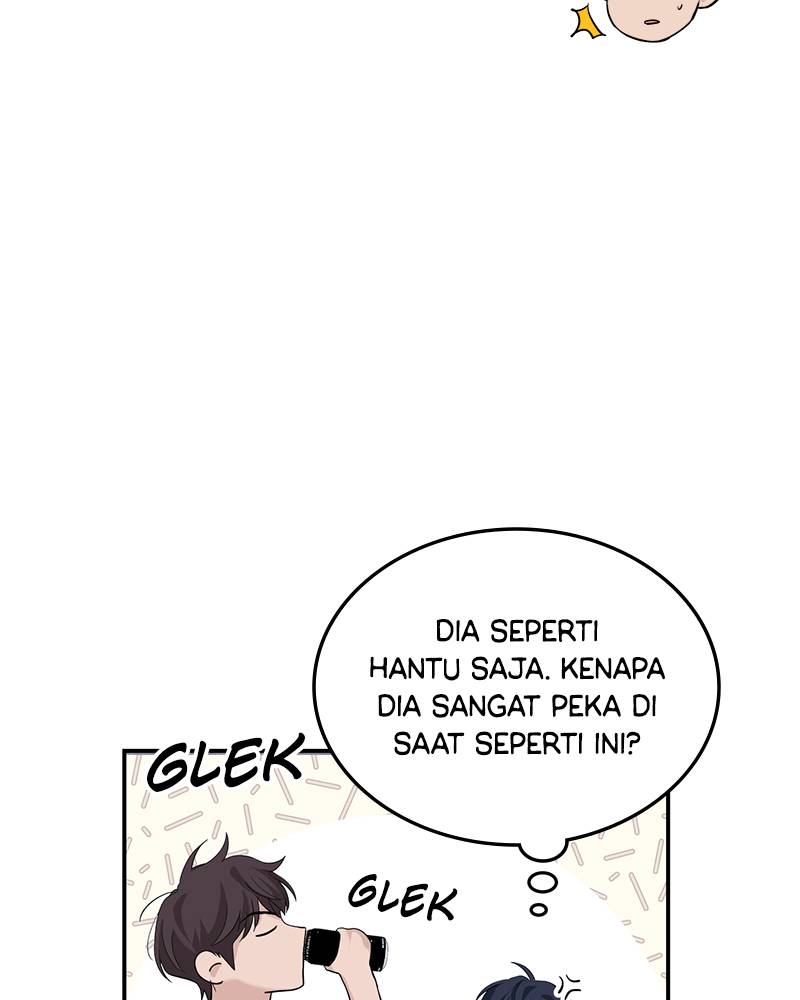 DIA SEPERTI
HANTU SAJA. KENAPA
DIA SANGAT PEKA DI
SAAT SEPERTI INI?
GLEK
GLEK